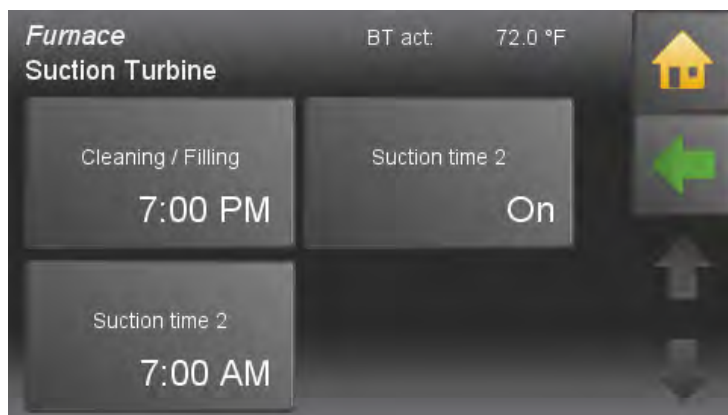 Furnace BT act: 72.0 °F
Suction Turbine
Cleaning / Filling
7:00 PM
Suction time 2
On
Suction time 2
7:00 AM